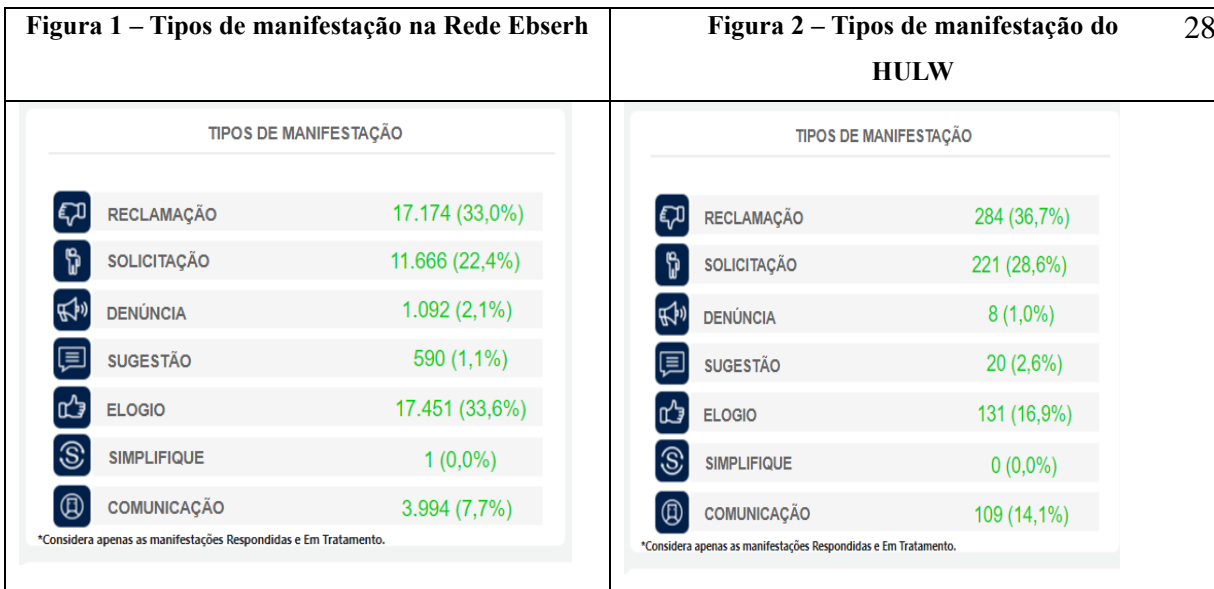 Figura 1 – Tipos de manifestação na Rede Ebserh
Figura 2 – Tipos de manifestação do
HULW
28
TIPOS DE MANIFESTAÇÃO
RECLAMAÇÃO 17.174 (33,0%)
SOLICITAÇÃO 11.666 (22,4%)
DENÚNCIA 1.092 (2,1%)
SUGESTÃO 590 (1,1%)
ELOGIO 17.451 (33,6%)
SIMPLIFIQUE 1 (0,0%)
COMUNICAÇÃO 3.994 (7,7%)
*Considera apenas as manifestações Respondidas e Em Tratamento.
TIPOS DE MANIFESTAÇÃO
RECLAMAÇÃO 284 (36,7%)
SOLICITAÇÃO 221 (28,6%)
DENÚNCIA 8 (1,0%)
SUGESTÃO 20 (2,6%)
ELOGIO 131 (16,9%)
SIMPLIFIQUE 0 (0,0%)
COMUNICAÇÃO 109 (14,1%)
*Considera apenas as manifestações Respondidas e Em Tratamento.